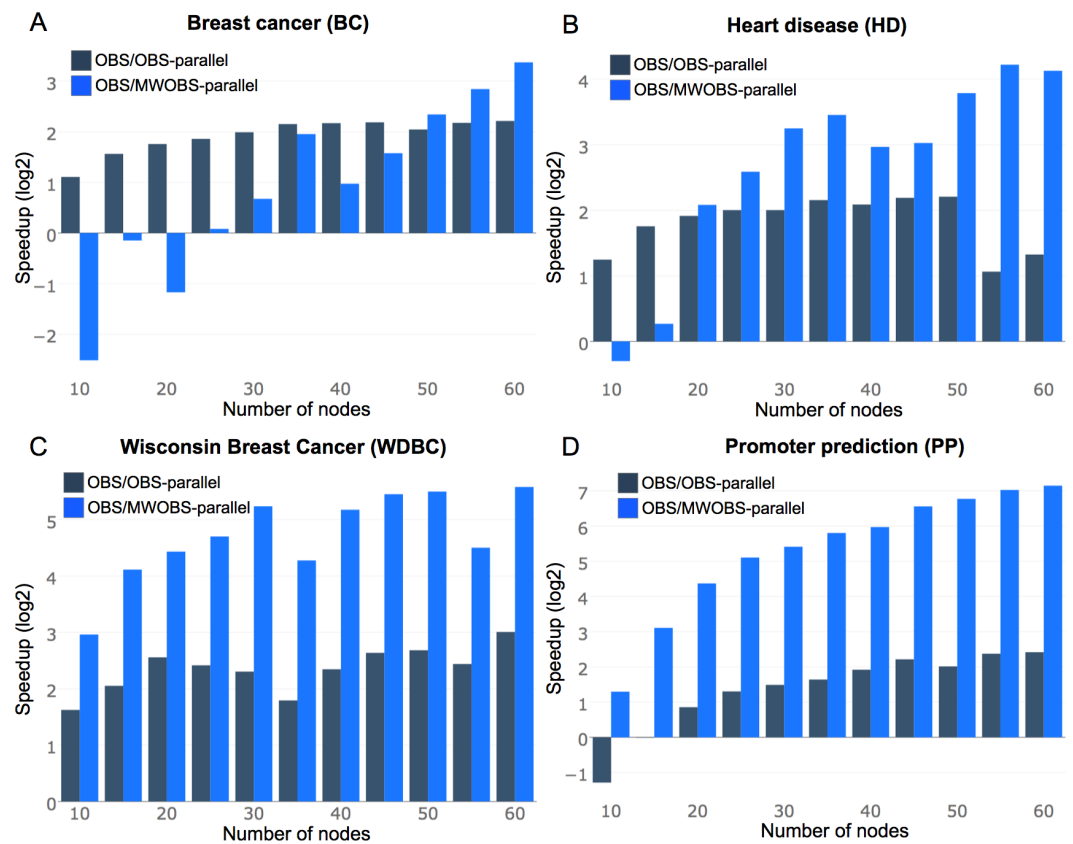 A
Breast cancer (BC)
OBS/OBS-parallel
OBS/MWOBS-parallel
Speedup (log2)
3
2
1
0
−1
−2
10 20 30 40 50 60
Number of nodes
B
Heart disease (HD)
OBS/OBS-parallel
OBS/MWOBS-parallel
Speedup (log2)
4
3
2
1
0
10 20 30 40 50 60
Number of nodes
C
Wisconsin Breast Cancer (WDBC)
OBS/OBS-parallel
OBS/MWOBS-parallel
Speedup (log2)
5
4
3
2
1
0
10 20 30 40 50 60
Number of nodes
D
Promoter prediction (PP)
OBS/OBS-parallel
OBS/MWOBS-parallel
Speedup (log2)
7
6
5
4
3
2
1
0
−1
10 20 30 40 50 60
Number of nodes